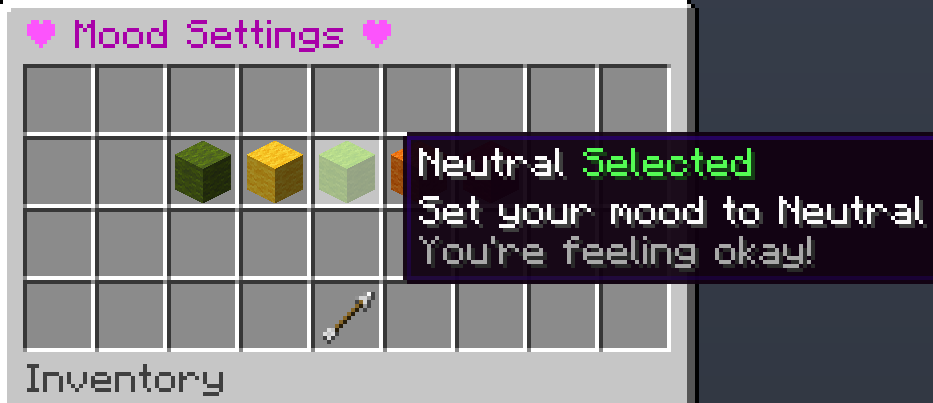 Mood Settings
Neutral Selected
Set your mood to Neutral
You're feeling okay!
Inventory